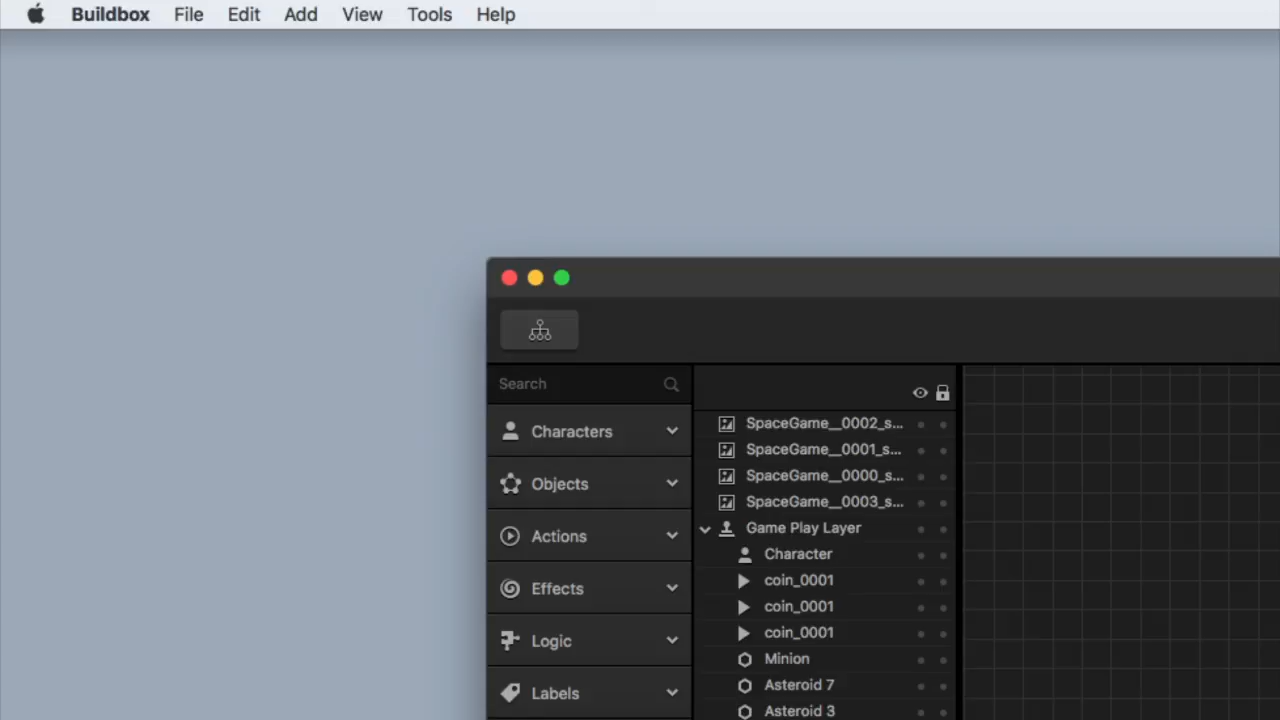 Buildbox File Edit Add View Tools Help
Search
Characters
Objects
Actions
Effects
Logic
Labels
SpaceGame__0002_s...
SpaceGame__0001_s...
SpaceGame__0000_s...
SpaceGame__0003_s...
Game Play Layer
Character
coin_0001
coin_0001
coin_0001
Minion
Asteroid 7
Asteroid 3